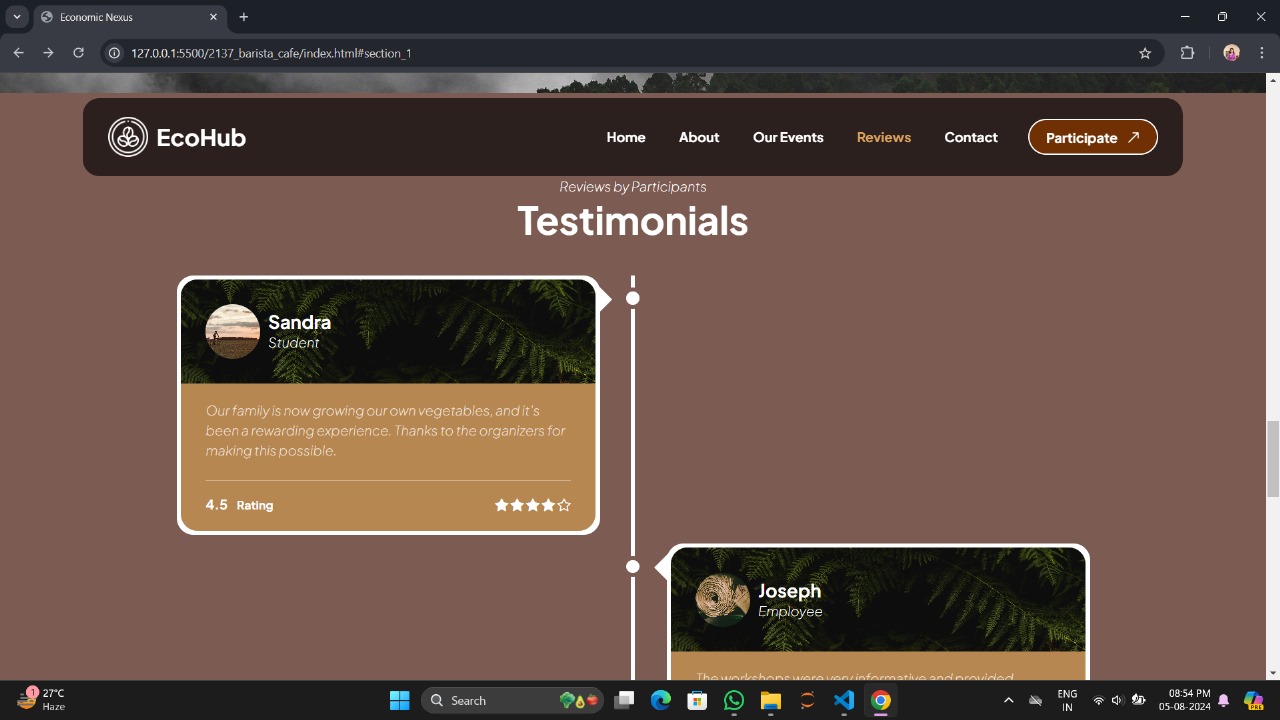 Economic Nexus
127.0.0.1:5500/2137_barista_cafe/index.html#section_1
EcoHub
Home
About
Our Events
Reviews
Contact
Participate
Reviews by Participants
Testimonials
Sandra
Student
Our family is now growing our own vegetables, and it's
been a rewarding experience. Thanks to the organizers for
making this possible.
4.5 Rating
Joseph
Employee
The workshops were very informative and provided
1
27°C
Haze
Search
PRE
ENG
IN
08:54 PM
05-08-2024